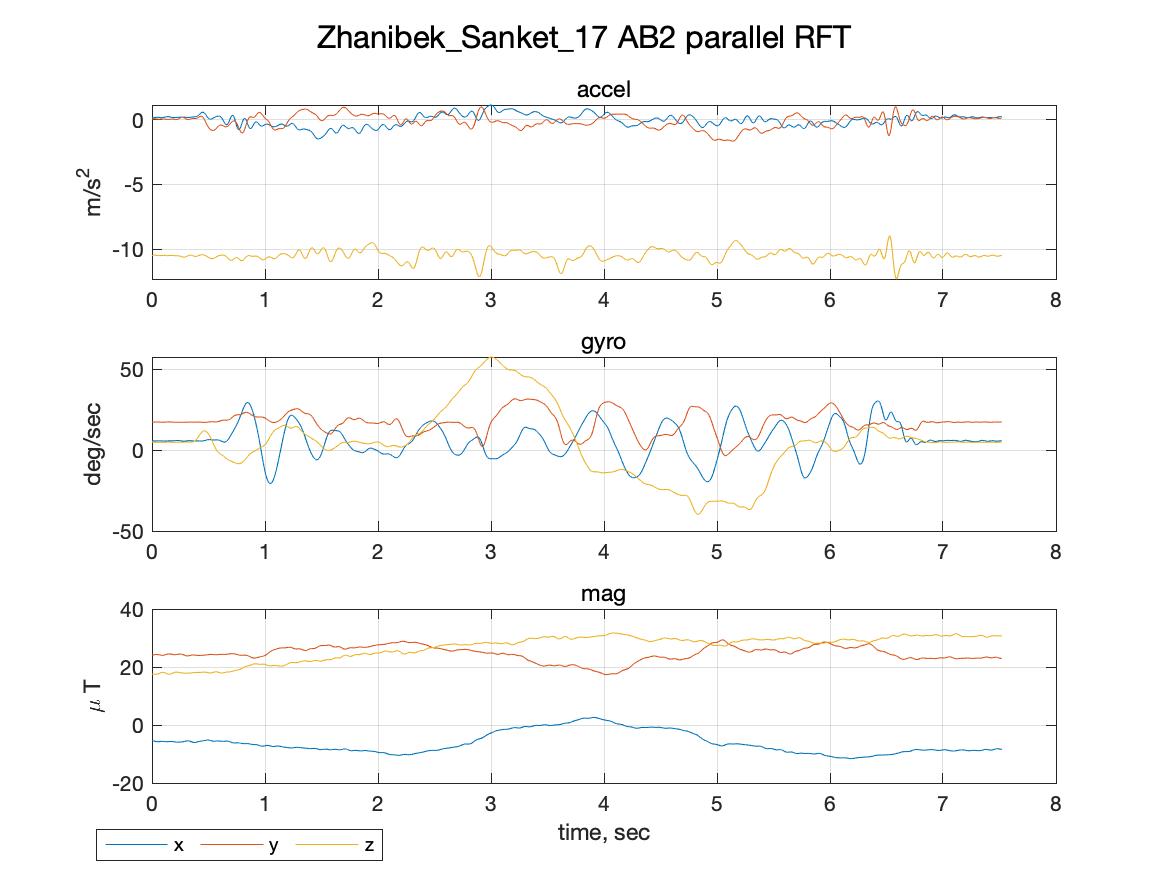 Zhanibek_Sanket_17 AB2 parallel RFT
accel
m/s²
0
-5
-10
0 1 2 3 4 5 6 7 8
gyro
deg/sec
50
0
-50
0 1 2 3 4 5 6 7 8
mag
μ T
40
20
0
-20
0 1 2 3 4 5 6 7 8
time, sec
x y z